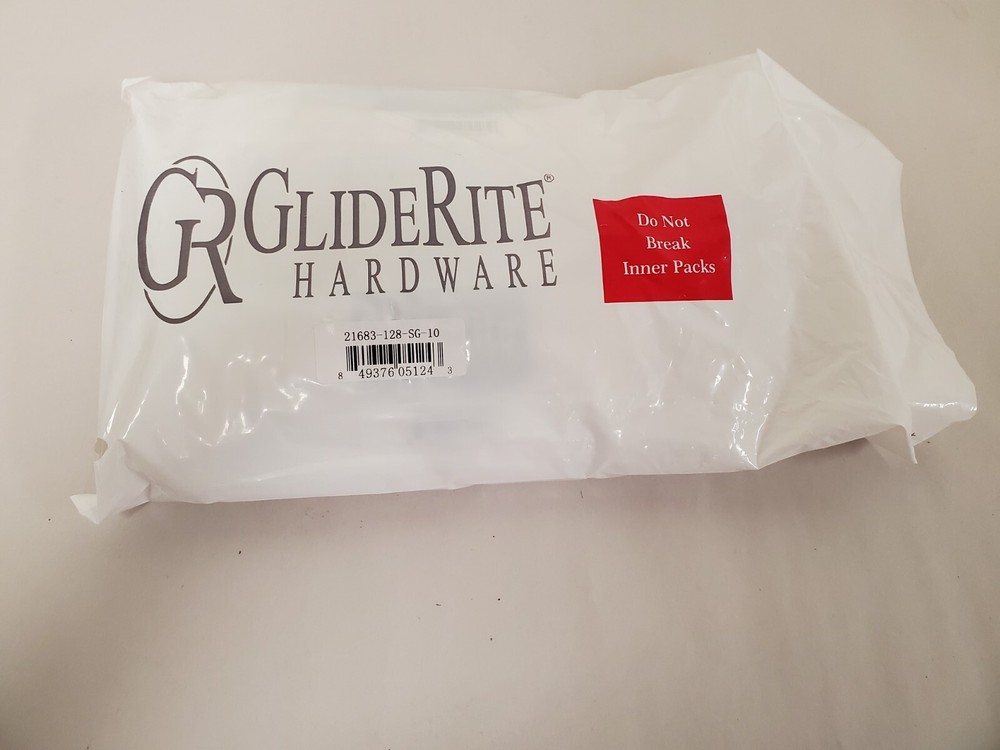 GR GLIDERITE®
HARDWARE
21683-128-SG-10
8 49376 05124 3
Do Not
Break
Inner Packs